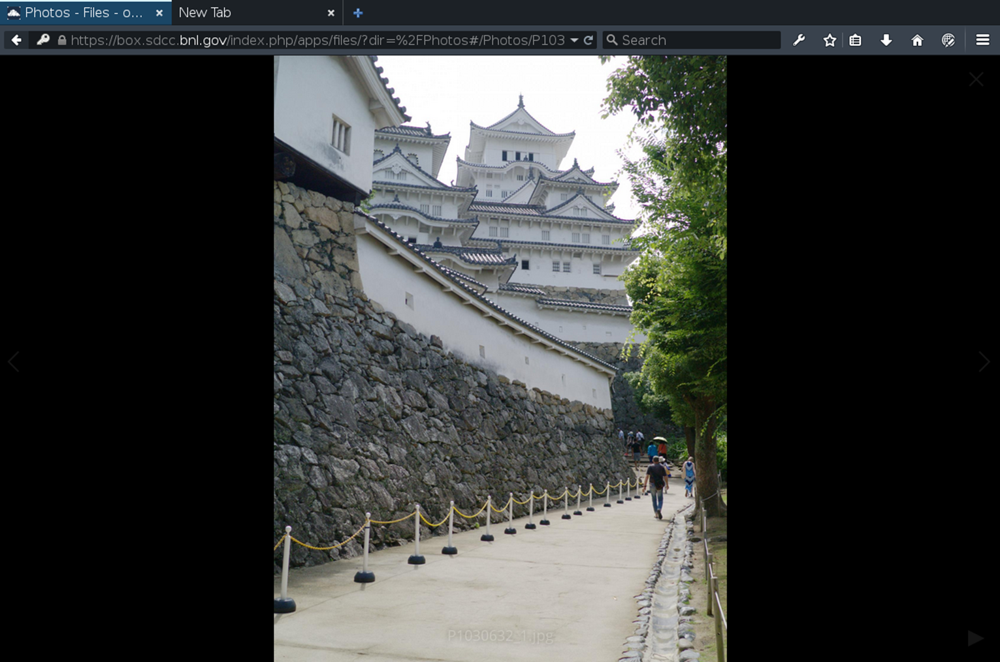 Photos - Files - o...
New Tab
https://box.sdcc.bnl.gov/index.php/apps/files/?dir=%2FPhotos#/Photos/P103
Search
P1030632_1.jpg